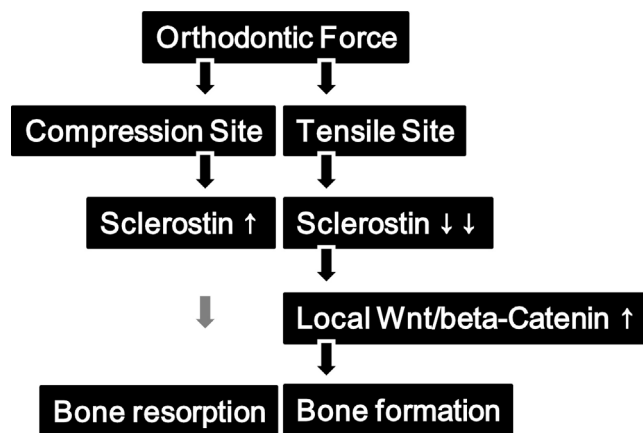 Orthodontic Force
Compression Site
Tensile Site
Sclerostin ↑
Sclerostin ↓ ↓
Local Wnt/beta-Catenin ↑
Bone resorption
Bone formation